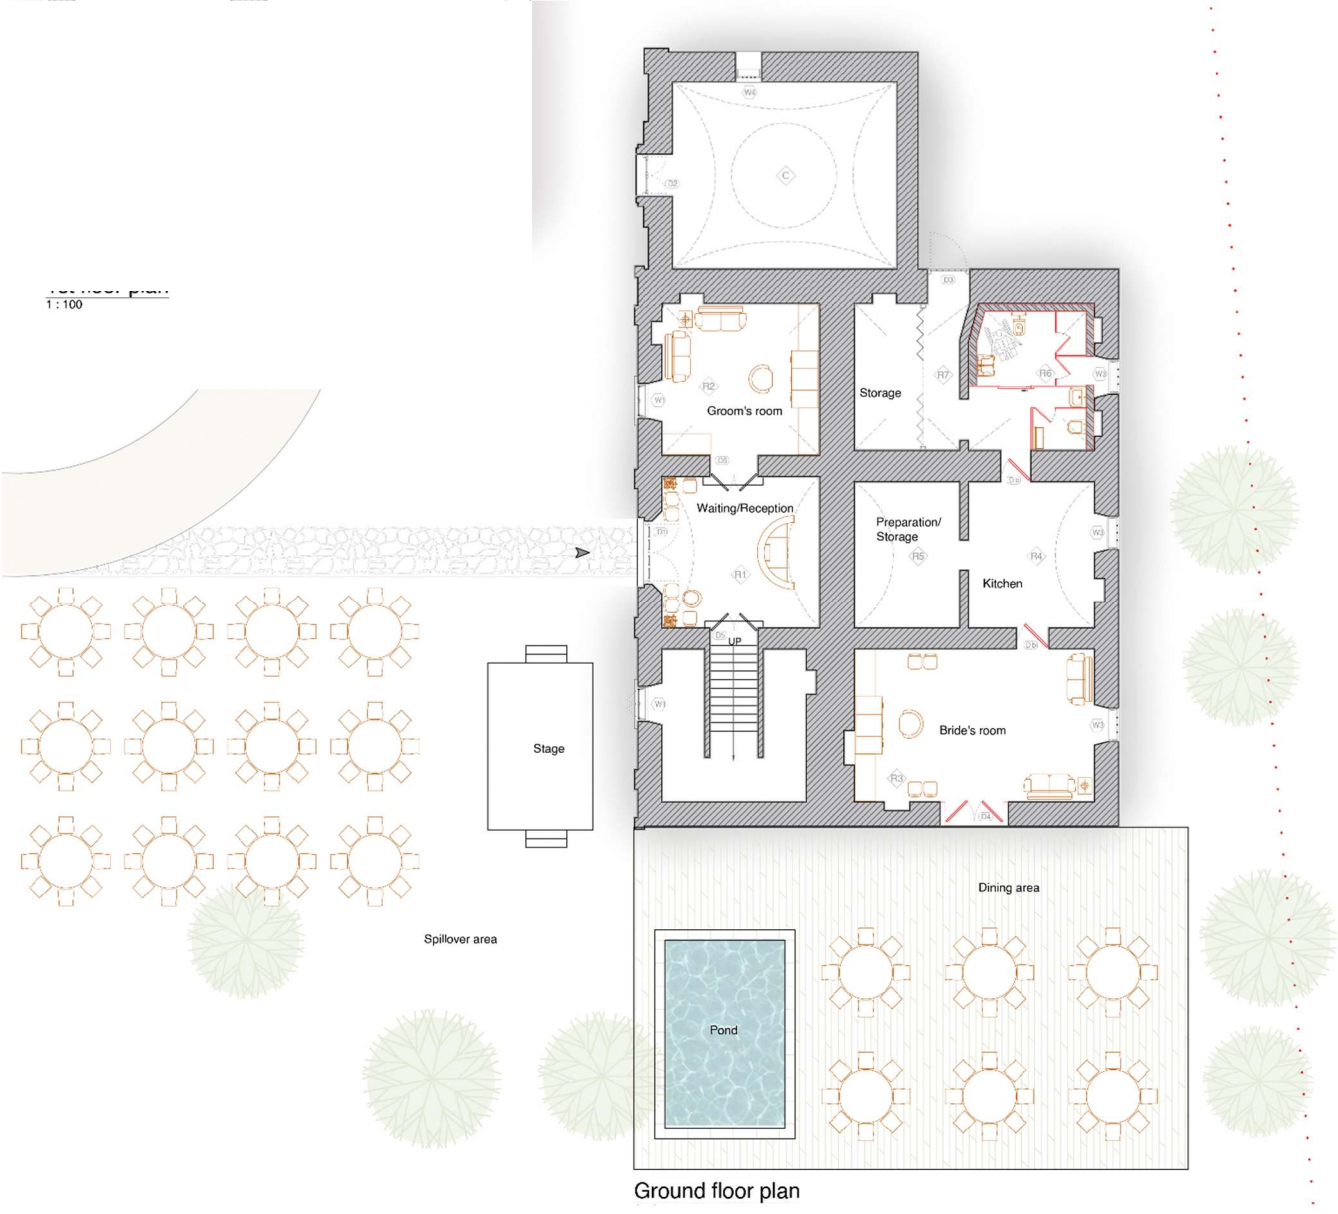 1 : 100
W4
D2
C
D3
R2
W1
Groom's room
Storage
R7
R6
W3
D5
D1
Waiting/Reception
R1
D5
UP
Preparation/
Storage
R5
R4
W3
Kitchen
W1
Stage
Bride's room
W3
R3
D4
Dining area
Spillover area
Pond
Ground floor plan